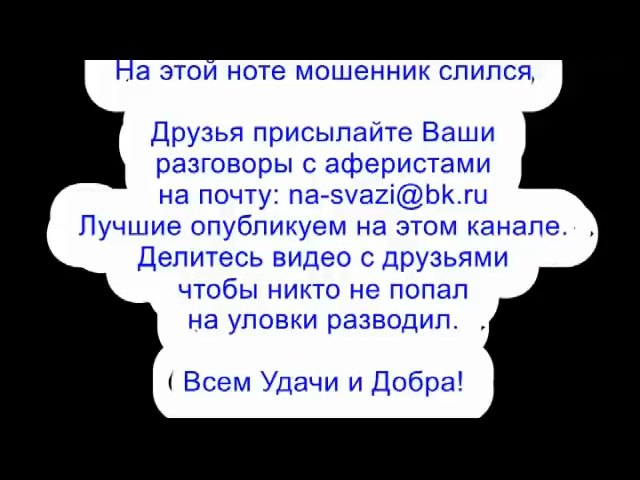 На этой ноте мошенник слился,
Друзья присылайте Ваши
разговоры с аферистами
на почту: na-svazi@bk.ru
Лучшие опубликуем на этом канале.
Делитесь видео с друзьями
чтобы никто не попал
на уловки разводил.
Всем Удачи и Добра!